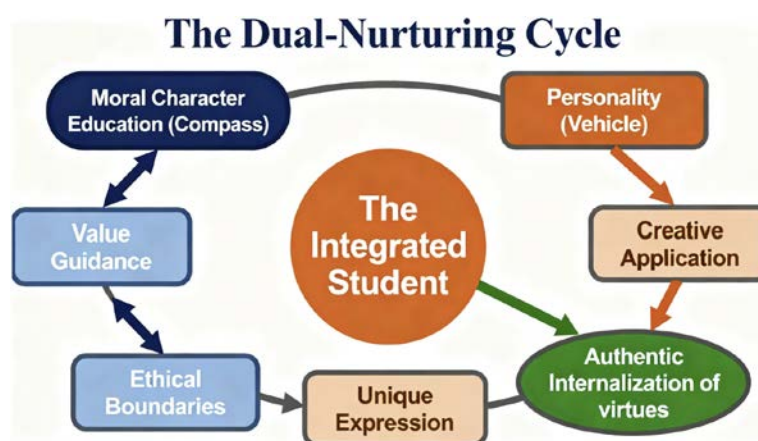 The Dual-Nurturing Cycle
Moral Character
Education (Compass)
Personality
(Vehicle)
Value
Guidance
The
Integrated
Student
Creative
Application
Ethical
Boundaries
Unique
Expression
Authentic
Internalization of
virtues